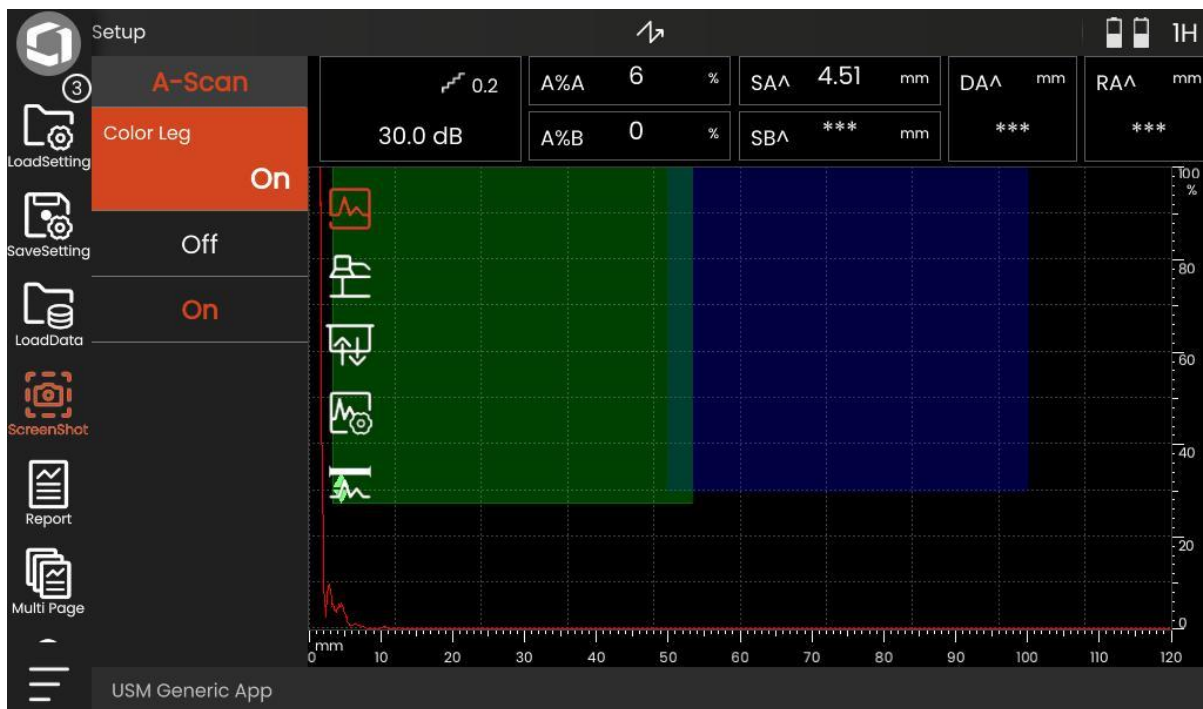 Setup
1H
3
A-Scan
0.2
30.0 dB
A%A 6 %
A%B 0 %
SA^ 4.51 mm
SB^ *** mm
DA^ mm
***
RA^ mm
***
LoadSetting
SaveSetting
LoadData
ScreenShot
Report
Multi Page
Color Leg
On
Off
On
100
%
80
60
40
20
0
mm
0 10 20 30 40 50 60 70 80 90 100 110 120
USM Generic App